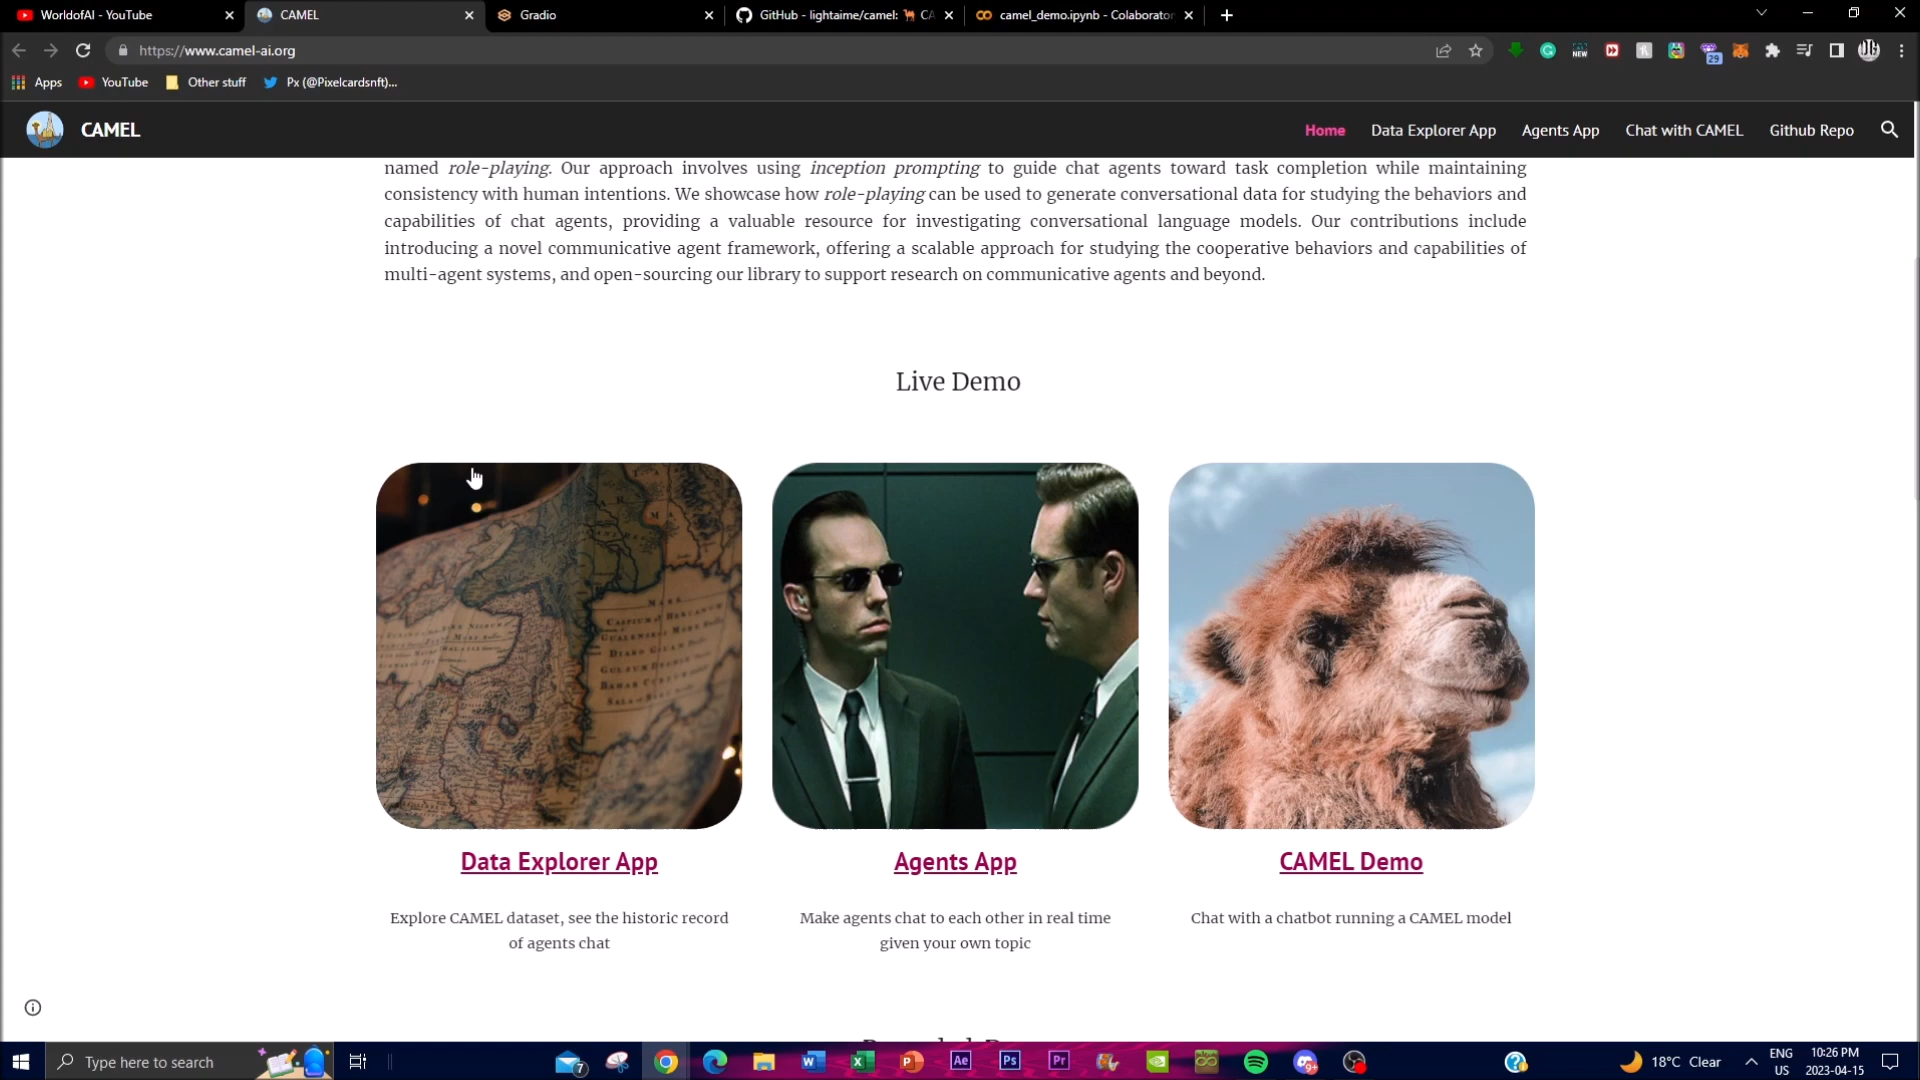 WorldofAI - YouTube
CAMEL
Gradio
GitHub - lightaime/camel: 🐫 CA
camel_demo.ipynb - Colaborator
https://www.camel-ai.org
NEW
29
Apps
YouTube
Other stuff
Px (@Pixelcardsnft)...
CAMEL
Home
Data Explorer App
Agents App
Chat with CAMEL
Github Repo
named role-playing. Our approach involves using inception prompting to guide chat agents toward task completion while maintaining
consistency with human intentions. We showcase how role-playing can be used to generate conversational data for studying the behaviors and
capabilities of chat agents, providing a valuable resource for investigating conversational language models. Our contributions include
introducing a novel communicative agent framework, offering a scalable approach for studying the cooperative behaviors and capabilities of
multi-agent systems, and open-sourcing our library to support research on communicative agents and beyond.
Live Demo
Data Explorer App
Agents App
CAMEL Demo
Explore CAMEL dataset, see the historic record
of agents chat
Make agents chat to each other in real time
given your own topic
Chat with a chatbot running a CAMEL model
Type here to search
7
Ae
Ps
Pr
9+
18°C Clear
ENG
US
10:26 PM
2023-04-15